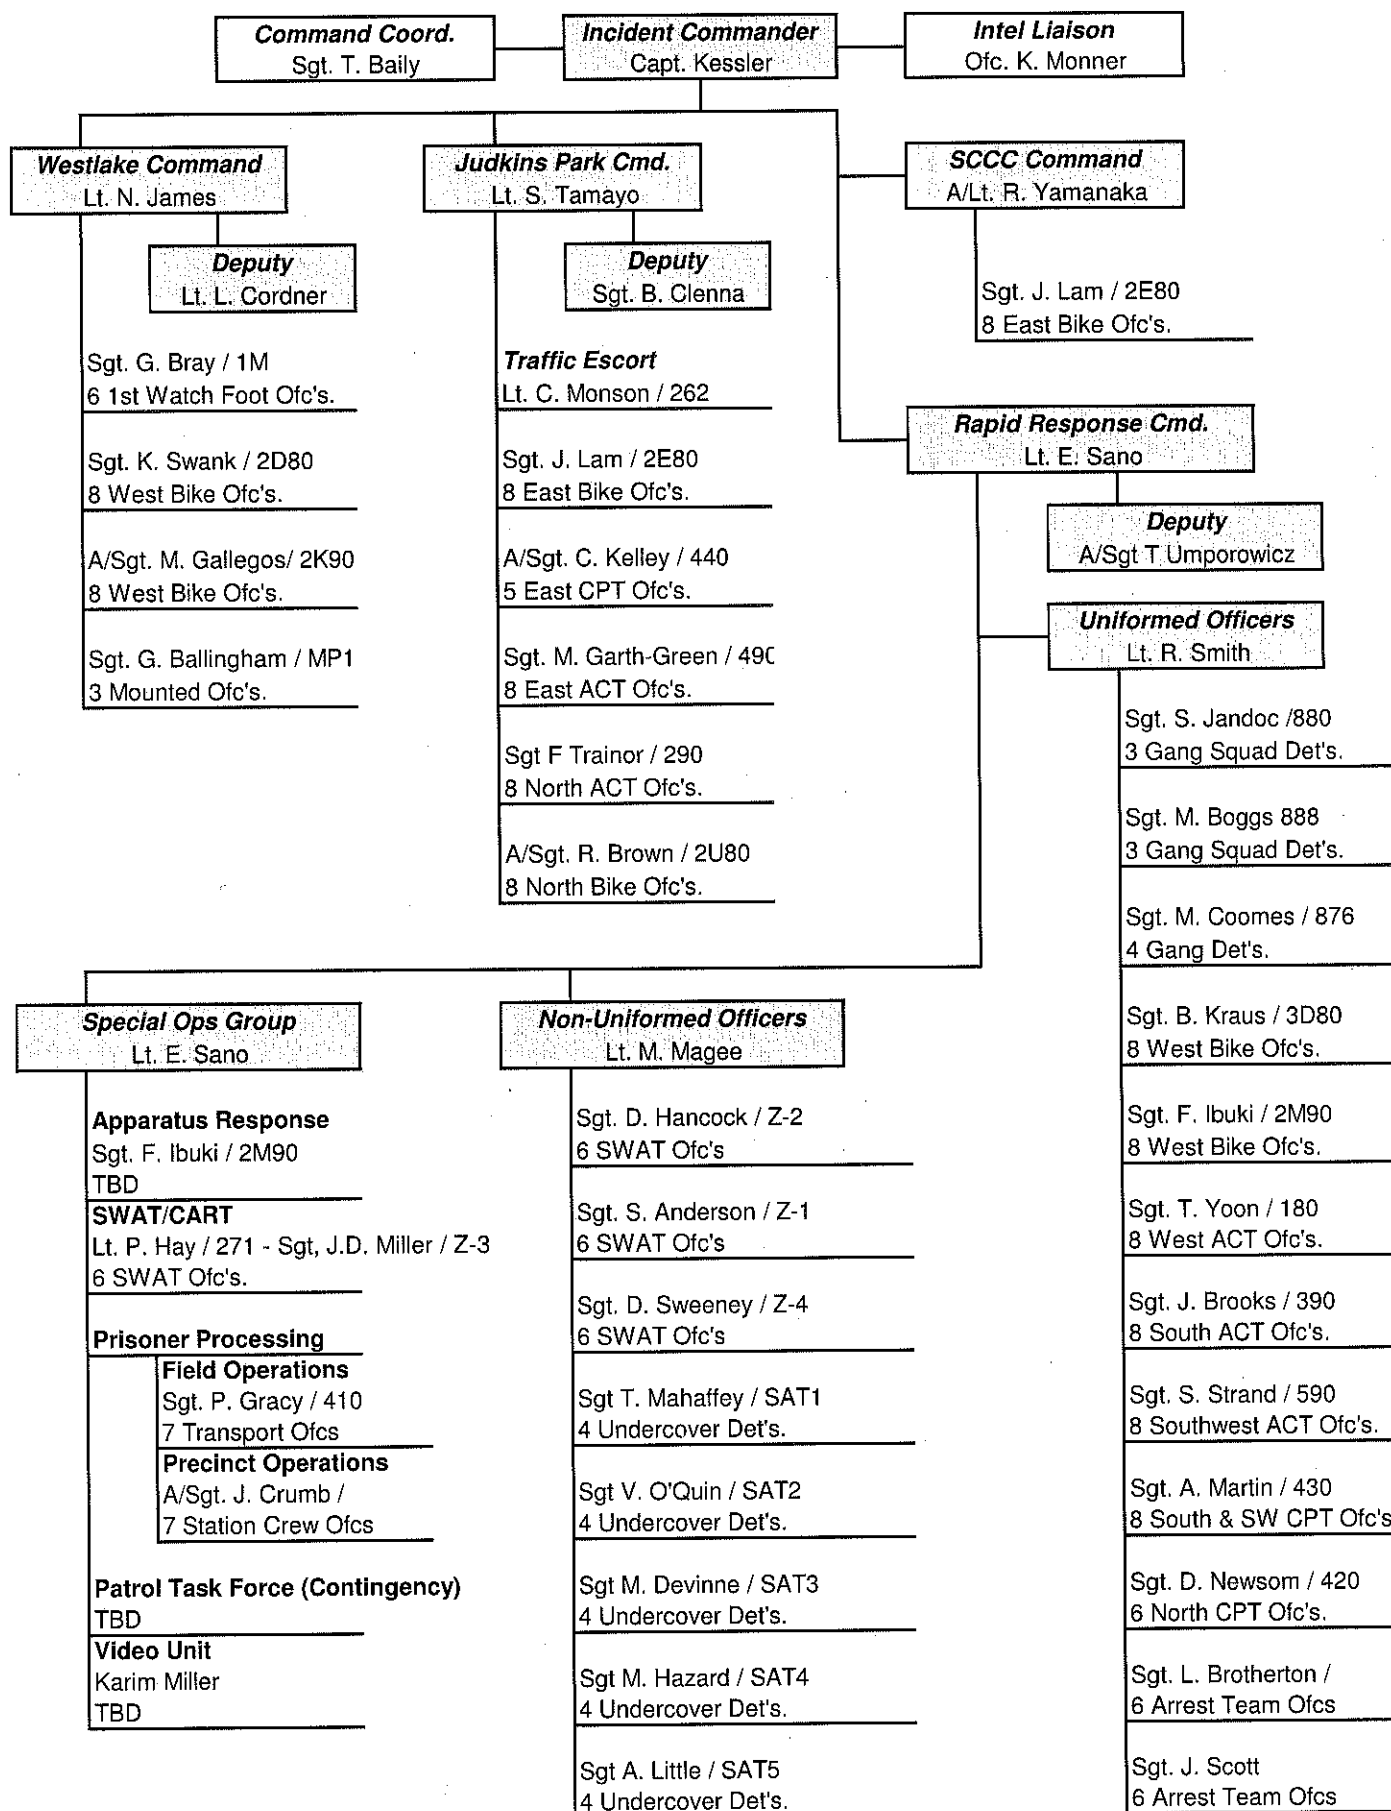 Command Coord.
Sgt. T. Baily
Incident Commander
Capt. Kessler
Intel Liaison
Ofc. K. Monner
Westlake Command
Lt. N. James
Deputy
Lt. L. Cordner
Sgt. G. Bray / 1M
6 1st Watch Foot Ofc's.
Sgt. K. Swank / 2D80
8 West Bike Ofc's.
A/Sgt. M. Gallegos/ 2K90
8 West Bike Ofc's.
Sgt. G. Ballingham / MP1
3 Mounted Ofc's.
Judkins Park Cmd.
Lt. S. Tamayo
Deputy
Sgt. B. Clenna
Traffic Escort
Lt. C. Monson / 262
Sgt. J. Lam / 2E80
8 East Bike Ofc's.
A/Sgt. C. Kelley / 440
5 East CPT Ofc's.
Sgt. M. Garth-Green / 490
8 East ACT Ofc's.
Sgt F Trainor / 290
8 North ACT Ofc's.
A/Sgt. R. Brown / 2U80
8 North Bike Ofc's.
SCCC Command
A/Lt. R. Yamanaka
Sgt. J. Lam / 2E80
8 East Bike Ofc's.
Rapid Response Cmd.
Lt. E. Sano
Deputy
A/Sgt T Umporowicz
Uniformed Officers
Lt. R. Smith
Sgt. S. Jandoc /880
3 Gang Squad Det's.
Sgt. M. Boggs 888
3 Gang Squad Det's.
Sgt. M. Coomes / 876
4 Gang Det's.
Sgt. B. Kraus / 3D80
8 West Bike Ofc's.
Sgt. F. Ibuki / 2M90
8 West Bike Ofc's.
Sgt. T. Yoon / 180
8 West ACT Ofc's.
Sgt. J. Brooks / 390
8 South ACT Ofc's.
Sgt. S. Strand / 590
8 Southwest ACT Ofc's.
Sgt. A. Martin / 430
8 South & SW CPT Ofc's
Sgt. D. Newsom / 420
6 North CPT Ofc's.
Sgt. L. Brotherton /
6 Arrest Team Ofcs
Sgt. J. Scott
6 Arrest Team Ofcs
Special Ops Group
Lt. E. Sano
Apparatus Response
Sgt. F. Ibuki / 2M90
TBD
SWAT/CART
Lt. P. Hay / 271 - Sgt, J.D. Miller / Z-3
6 SWAT Ofc's.
Prisoner Processing
Field Operations
Sgt. P. Gracy / 410
7 Transport Ofcs
Precinct Operations
A/Sgt. J. Crumb /
7 Station Crew Ofcs
Patrol Task Force (Contingency)
TBD
Video Unit
Karim Miller
TBD
Non-Uniformed Officers
Lt. M. Magee
Sgt. D. Hancock / Z-2
6 SWAT Ofc's
Sgt. S. Anderson / Z-1
6 SWAT Ofc's
Sgt. D. Sweeney / Z-4
6 SWAT Ofc's
Sgt T. Mahaffey / SAT1
4 Undercover Det's.
Sgt V. O'Quin / SAT2
4 Undercover Det's.
Sgt M. Devinne / SAT3
4 Undercover Det's.
Sgt M. Hazard / SAT4
4 Undercover Det's.
Sgt A. Little / SAT5
4 Undercover Det's.